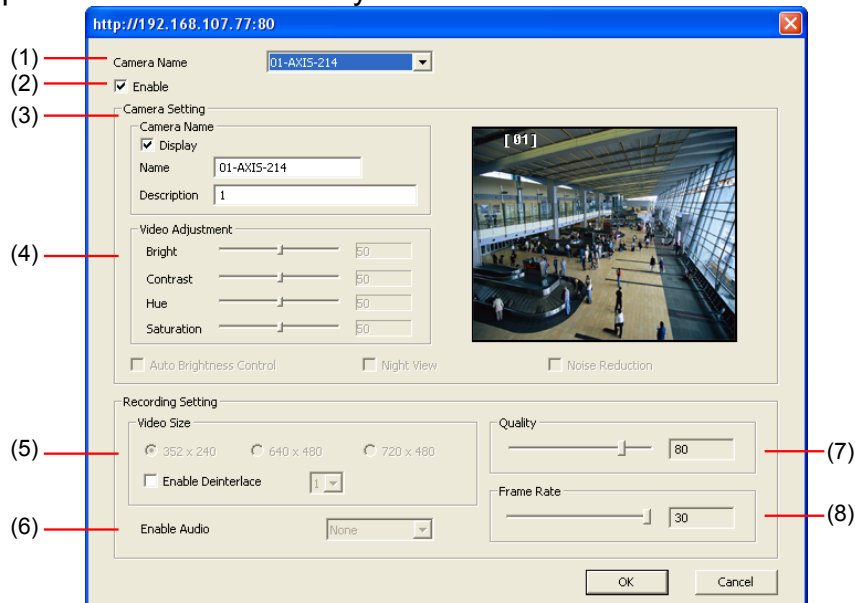 http://192.168.107.77:80
(1) Camera Name 01-AXIS-214
(2) Enable
(3) Camera Setting
Camera Name
Display
Name 01-AXIS-214
Description 1
[01]
(4) Video Adjustment
Bright 50
Contrast 50
Hue 50
Saturation 50
Auto Brightness Control Night View Noise Reduction
Recording Setting
(5) Video Size
352 x 240 640 x 480 720 x 480
Enable Deinterlace 1
Quality
80 (7)
Frame Rate
30 (8)
(6) Enable Audio None
OK Cancel